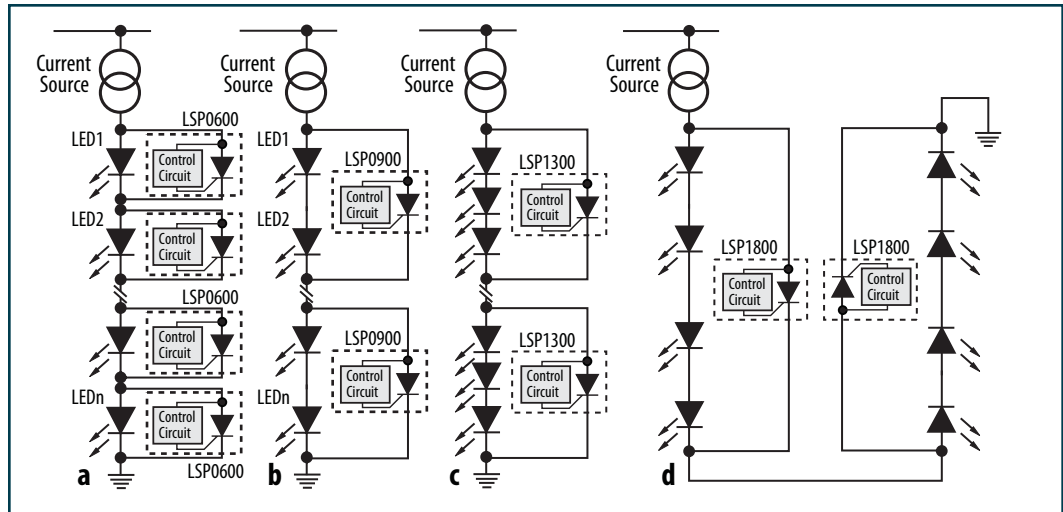 Current
Source
LSP0600
LED1
Control
Circuit
LED2
Control
Circuit
LSP0600
Control
Circuit
LEDn
Control
Circuit
LSP0600
a
Current
Source
LED1
LSP0900
Control
Circuit
LED2
LSP0900
Control
Circuit
LEDn
b
Current
Source
LSP1300
Control
Circuit
LSP1300
Control
Circuit
c
Current
Source
LSP1800
Control
Circuit
LSP1800
Control
Circuit
d